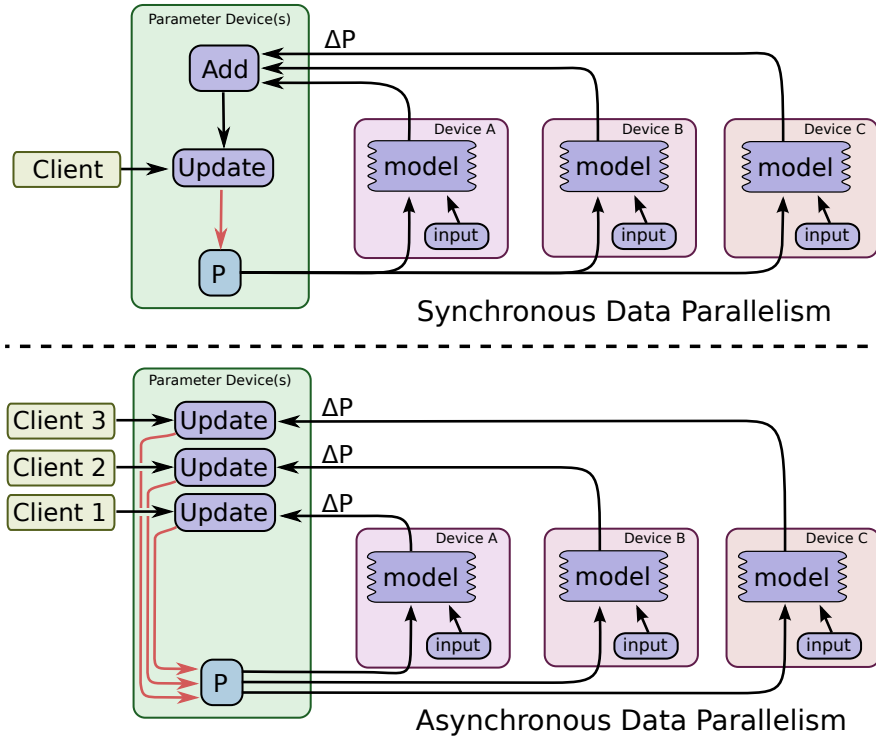 Parameter Device(s)
ΔP
Add
Device A
Device B
Device C
Client
Update
model
model
model
input
input
input
P
Synchronous Data Parallelism
Parameter Device(s)
Client 3
Update
ΔP
Client 2
Update
ΔP
Client 1
Update
ΔP
Device A
Device B
Device C
model
model
model
input
input
input
P
Asynchronous Data Parallelism